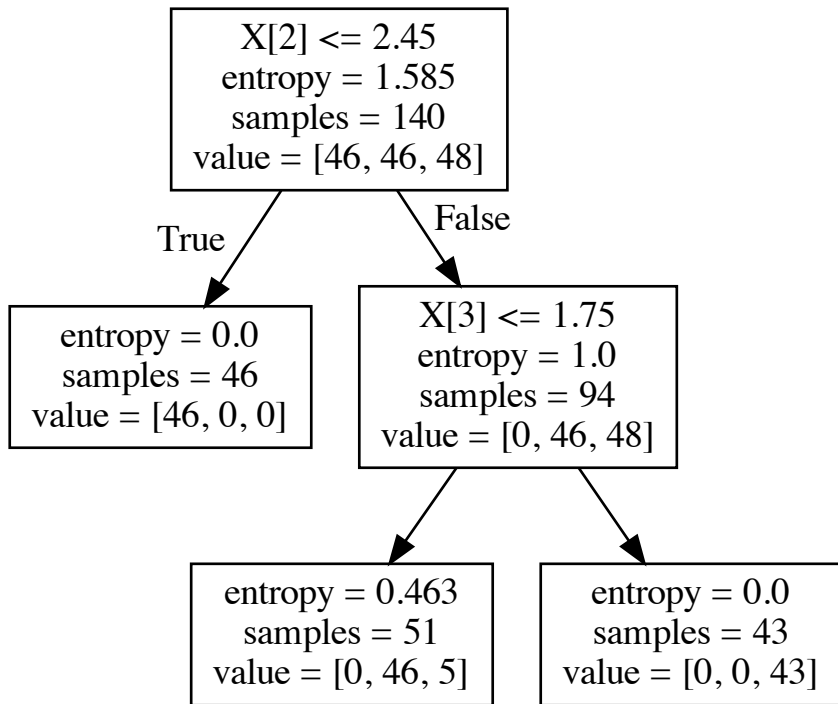 X[2] <= 2.45
entropy = 1.585
samples = 140
value = [46, 46, 48]
True
False
entropy = 0.0
samples = 46
value = [46, 0, 0]
X[3] <= 1.75
entropy = 1.0
samples = 94
value = [0, 46, 48]
entropy = 0.463
samples = 51
value = [0, 46, 5]
entropy = 0.0
samples = 43
value = [0, 0, 43]